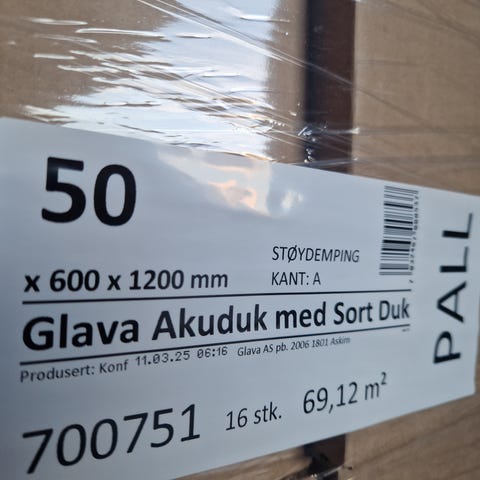 50
STØYDEMPING
x 600 x 1200 mm
KANT: A
Glava Akuduk med Sort Duk
Produsert: Konf 11.03.25 06:16 Glava AS pb. 2006 1801 Askim
700751 16 stk. 69,12 m²
PALL